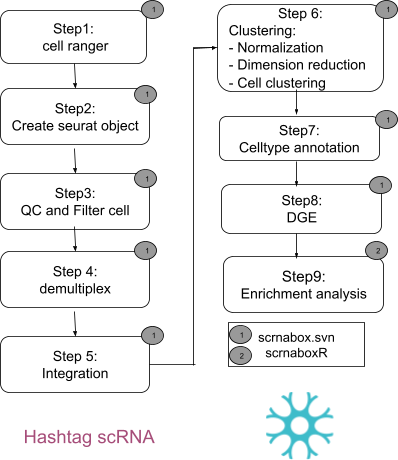 Step1:
cell ranger
1
Step2:
Create seurat object
1
Step3:
QC and Filter cell
1
Step 4:
demultiplex
1
Step 5:
Integration
1
Step 6:
Clustering:
- Normalization
- Dimension reduction
- Cell clustering
1
Step7:
Celltype annotation
1
Step8:
DGE
1
Step9:
Enrichment analysis
2
1 scrnabox.svn
2 scrnaboxR
Hashtag scRNA